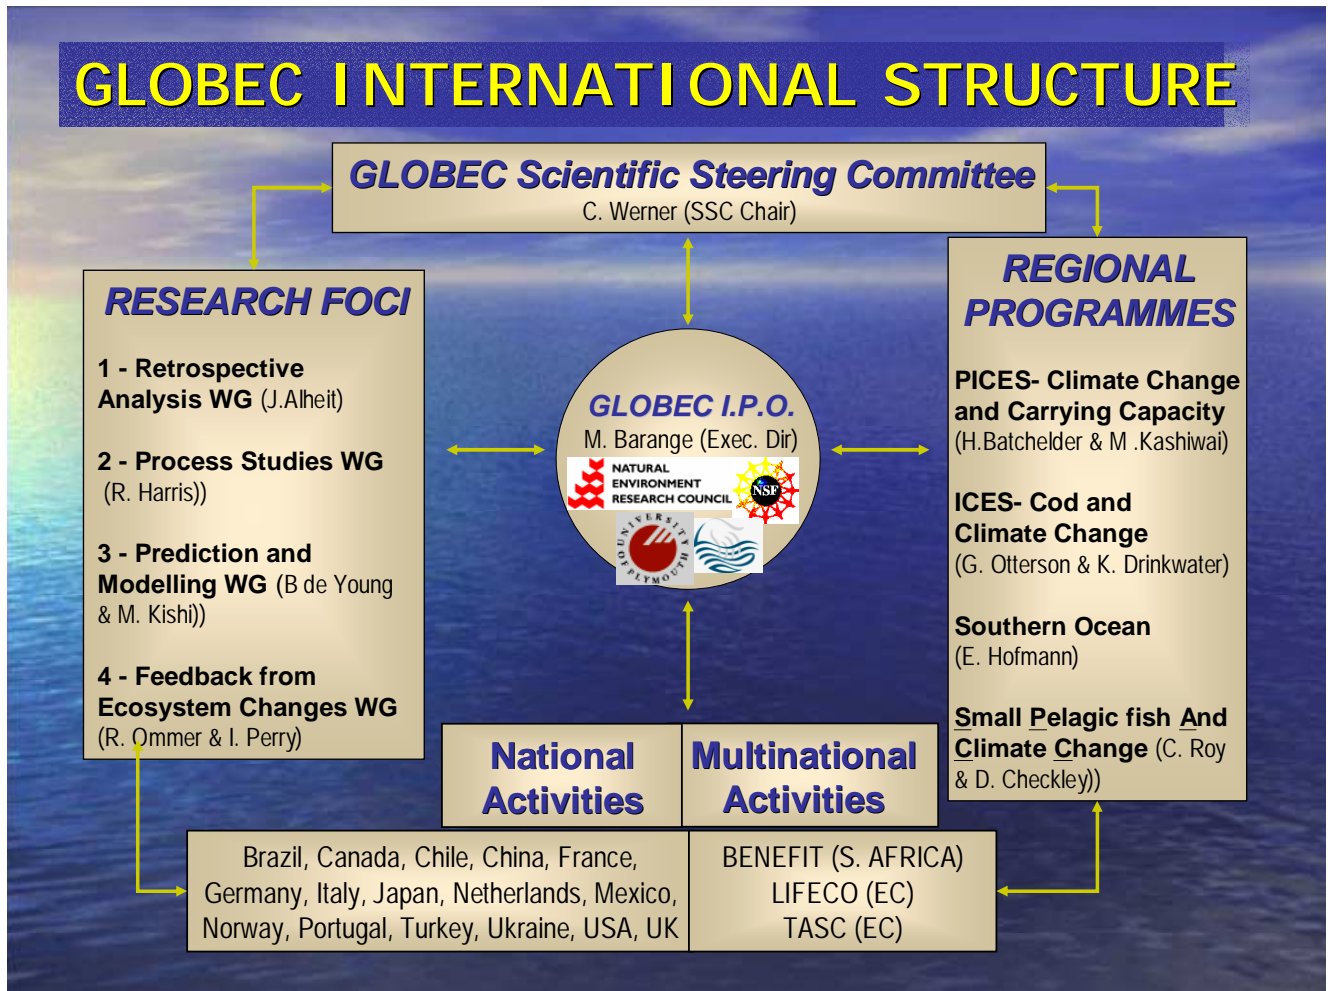 GLOBEC INTERNATIONAL STRUCTURE
GLOBEC Scientific Steering Committee
C. Werner (SSC Chair)
RESEARCH FOCI
1 - Retrospective
Analysis WG (J.Alheit)
2 - Process Studies WG
(R. Harris))
3 - Prediction and
Modelling WG (B de Young
& M. Kishi))
4 - Feedback from
Ecosystem Changes WG
(R. Ommer & I. Perry)
GLOBEC I.P.O.
M. Barange (Exec. Dir)
NATURAL
ENVIRONMENT
RESEARCH COUNCIL
NSF
UNIVERSITY OF PLYMOUTH
REGIONAL
PROGRAMMES
PICES- Climate Change
and Carrying Capacity
(H.Batchelder & M .Kashiwai)
ICES- Cod and
Climate Change
(G. Otterson & K. Drinkwater)
Southern Ocean
(E. Hofmann)
Small Pelagic fish And
Climate Change (C. Roy
& D. Checkley))
National
Activities
Multinational
Activities
Brazil, Canada, Chile, China, France,
Germany, Italy, Japan, Netherlands, Mexico,
Norway, Portugal, Turkey, Ukraine, USA, UK
BENEFIT (S. AFRICA)
LIFECO (EC)
TASC (EC)